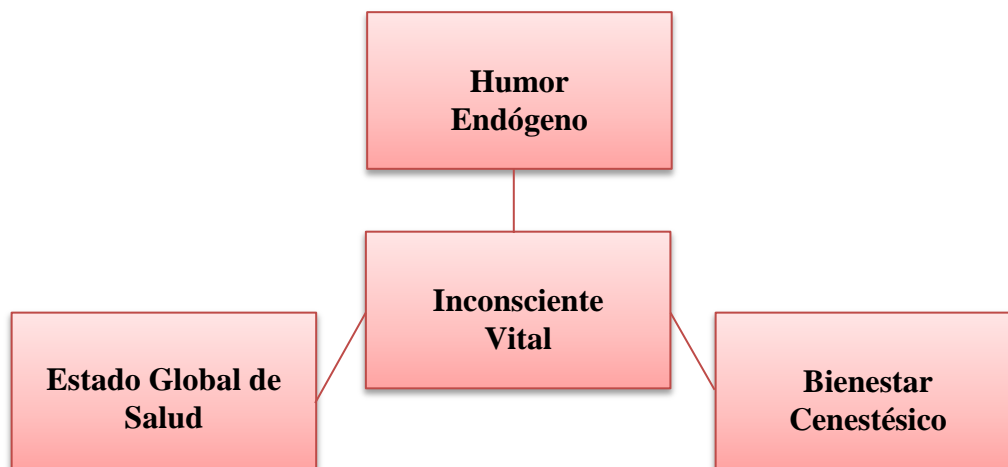 Humor
Endógeno
Inconsciente
Vital
Estado Global de
Salud
Bienestar
Cenestésico